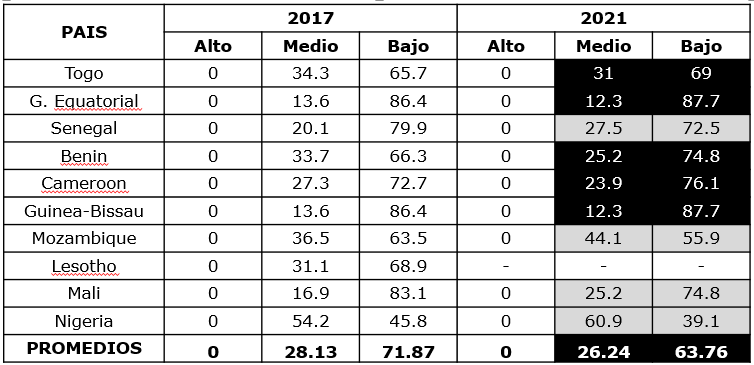 PAIS 2017 2021
Alto Medio Bajo Alto Medio Bajo
Togo 0 34.3 65.7 0 31 69
G. Equatorial 0 13.6 86.4 0 12.3 87.7
Senegal 0 20.1 79.9 0 27.5 72.5
Benin 0 33.7 66.3 0 25.2 74.8
Cameroon 0 27.3 72.7 0 23.9 76.1
Guinea-Bissau 0 13.6 86.4 0 12.3 87.7
Mozambique 0 36.5 63.5 0 44.1 55.9
Lesotho 0 31.1 68.9 - - -
Mali 0 16.9 83.1 0 25.2 74.8
Nigeria 0 54.2 45.8 0 60.9 39.1
PROMEDIOS 0 28.13 71.87 0 26.24 63.76